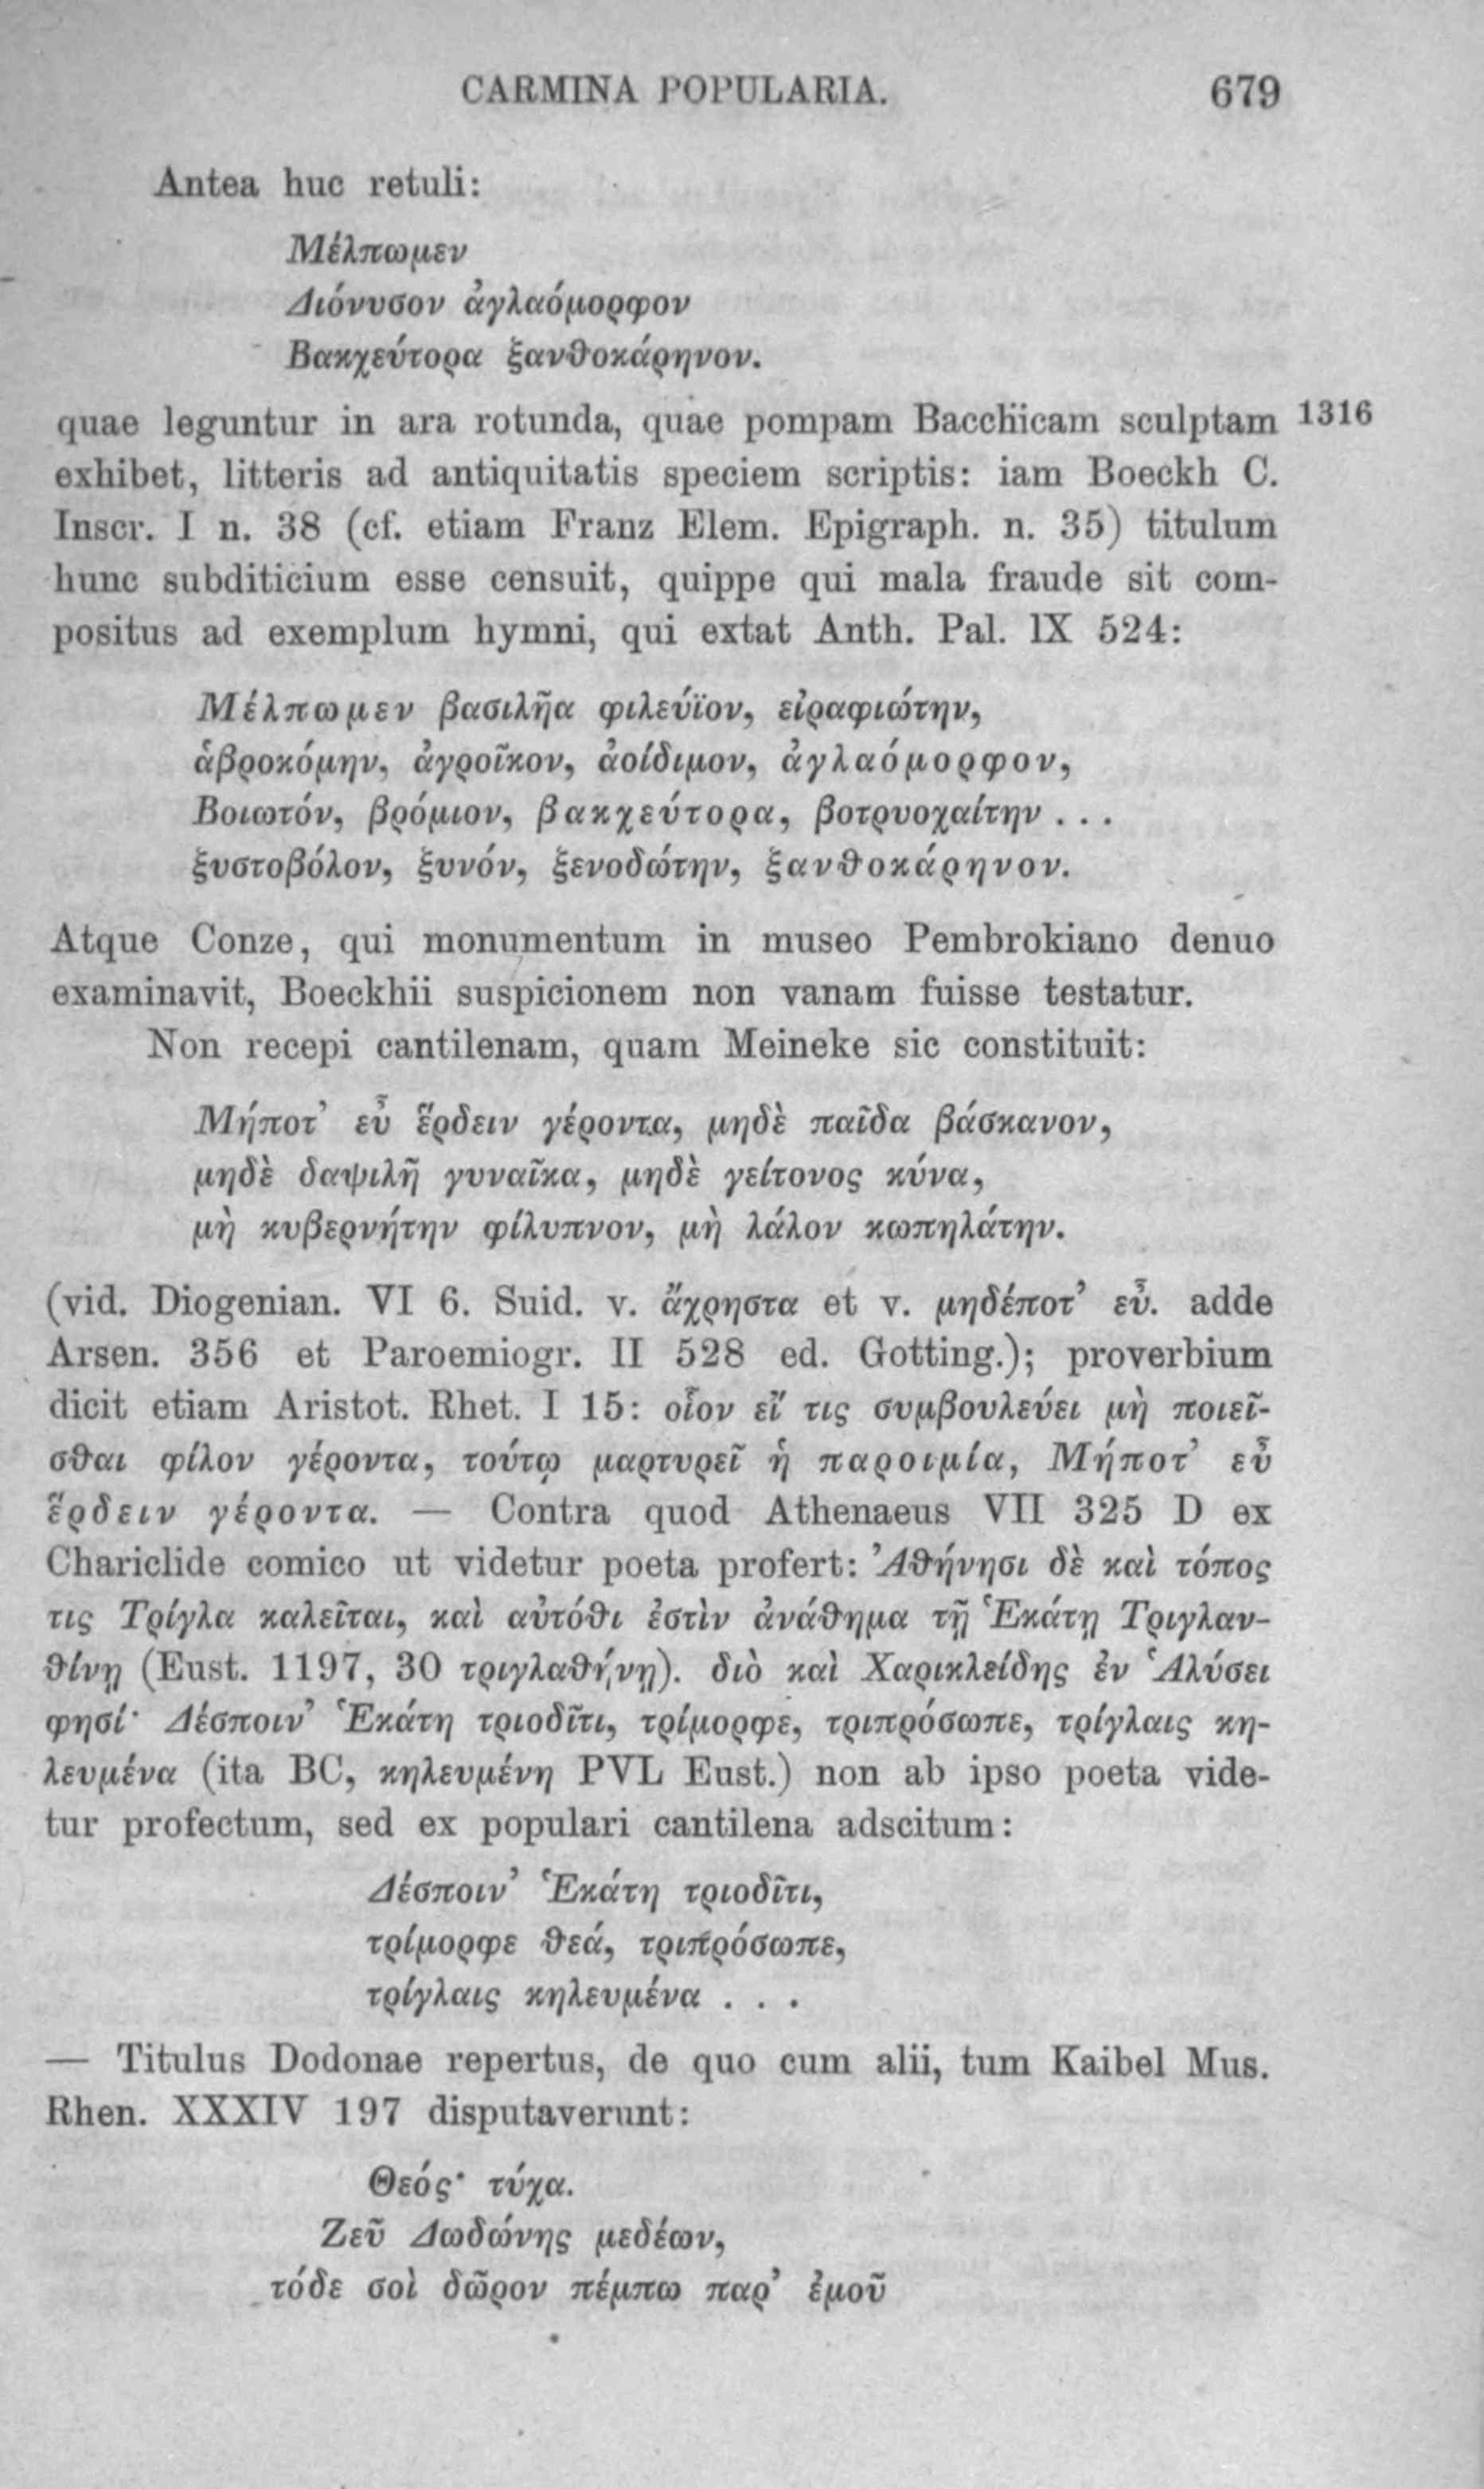 CARMINA POPULARIA. 679
Antea huc retuli:
Μέλπωμεν
Διόνυσον ἀγλαόμορφον
Βακχεύτορα ξανθοκάρηνον.
quae leguntur in ara rotunda, quae pompam Bacchicam sculptam 1316
exhibet, litteris ad antiquitatis speciem scriptis: iam Boeckh C.
Inscr. I n. 38 (cf. etiam Franz Elem. Epigraph. n. 35) titulum
hunc subditicium esse censuit, quippe qui mala fraude sit com-
positus ad exemplum hymni, qui extat Anth. Pal. IX 524:
Μέλπωμεν βασιλῆα φιλεύϊον, εἰραφιώτην,
ἁβροκόμην, ἀγροῖκον, ἀοίδιμον, ἀγλαόμορφον,
Βοιωτόν, βρόμιον, βακχεύτορα, βοτρυοχαίτην . . .
ξυστοβόλον, ξυνόν, ξενοδώτην, ξανθοκάρηνον.
Atque Conze, qui monumentum in museo Pembrokiano denuo
examinavit, Boeckhii suspicionem non vanam fuisse testatur.
Non recepi cantilenam, quam Meineke sic constituit:
Μήποτ’ εὖ ἔρδειν γέροντα, μηδὲ παῖδα βάσκανον,
μηδὲ δαψιλῆ γυναῖκα, μηδὲ γείτονος κύνα,
μὴ κυβερνήτην φίλυπνον, μὴ λάλον κωπηλάτην.
(vid. Diogenian. VI 6. Suid. v. ἄχρηστα et v. μηδέποτ’ εὖ. adde
Arsen. 356 et Paroemiogr. II 528 ed. Gotting.); proverbium
dicit etiam Aristot. Rhet. I 15: οἷον εἴ τις συμβουλεύει μὴ ποιεῖ-
σθαι φίλον γέροντα, τούτῳ μαρτυρεῖ ἡ παροιμία, Μήποτ’ εὖ
ἔρδειν γέροντα. — Contra quod Athenaeus VII 325 D ex
Chariclide comico ut videtur poeta profert: Ἀθήνησι δὲ καὶ τόπος
τις Τρίγλα καλεῖται, καὶ αὐτόθι ἐστὶν ἀνάθημα τῇ Ἑκάτῃ Τριγλαν-
θίνῃ (Eust. 1197, 30 τριγλαθήνῃ). διὸ καὶ Χαρικλείδης ἐν Ἁλύσει
φησί· Δέσποιν’ Ἑκάτη τριοδῖτι, τρίμορφε, τριπρόσωπε, τρίγλαις κη-
λευμένα (ita BC, κηλευμένη PVL Eust.) non ab ipso poeta vide-
tur profectum, sed ex populari cantilena adscitum:
Δέσποιν’ Ἑκάτη τριοδῖτι,
τρίμορφε θεά, τριπρόσωπε,
τρίγλαις κηλευμένα . . .
— Titulus Dodonae repertus, de quo cum alii, tum Kaibel Mus.
Rhen. XXXIV 197 disputaverunt:
Θεός· τύχα.
Ζεῦ Δωδώνης μεδέων,
τόδε σοὶ δῶρον πέμπω παρ’ ἐμοῦ